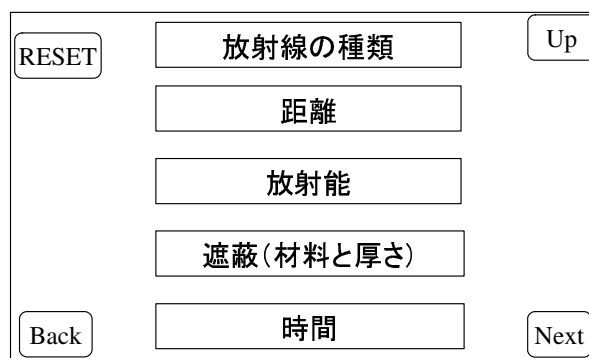 放射線の種類
Up
RESET
距離
放射能
遮蔽（材料と厚さ）
時間
Back
Next